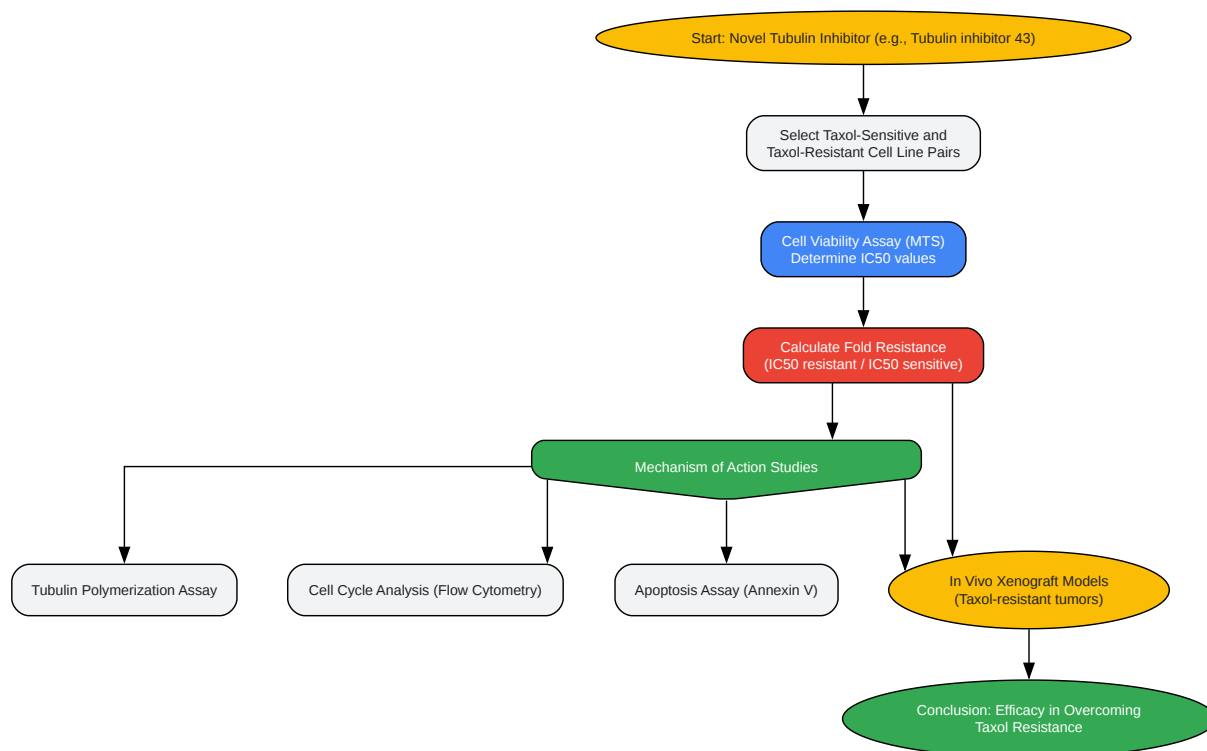 Start: Novel Tubulin Inhibitor (e.g., Tubulin inhibitor 43)
Select Taxol-Sensitive and
Taxol-Resistant Cell Line Pairs
Cell Viability Assay (MTS)
Determine IC50 values
Calculate Fold Resistance
(IC50 resistant / IC50 sensitive)
Mechanism of Action Studies
Tubulin Polymerization Assay
Cell Cycle Analysis (Flow Cytometry)
Apoptosis Assay (Annexin V)
In Vivo Xenograft Models
(Taxol-resistant tumors)
Conclusion: Efficacy in Overcoming
Taxol Resistance